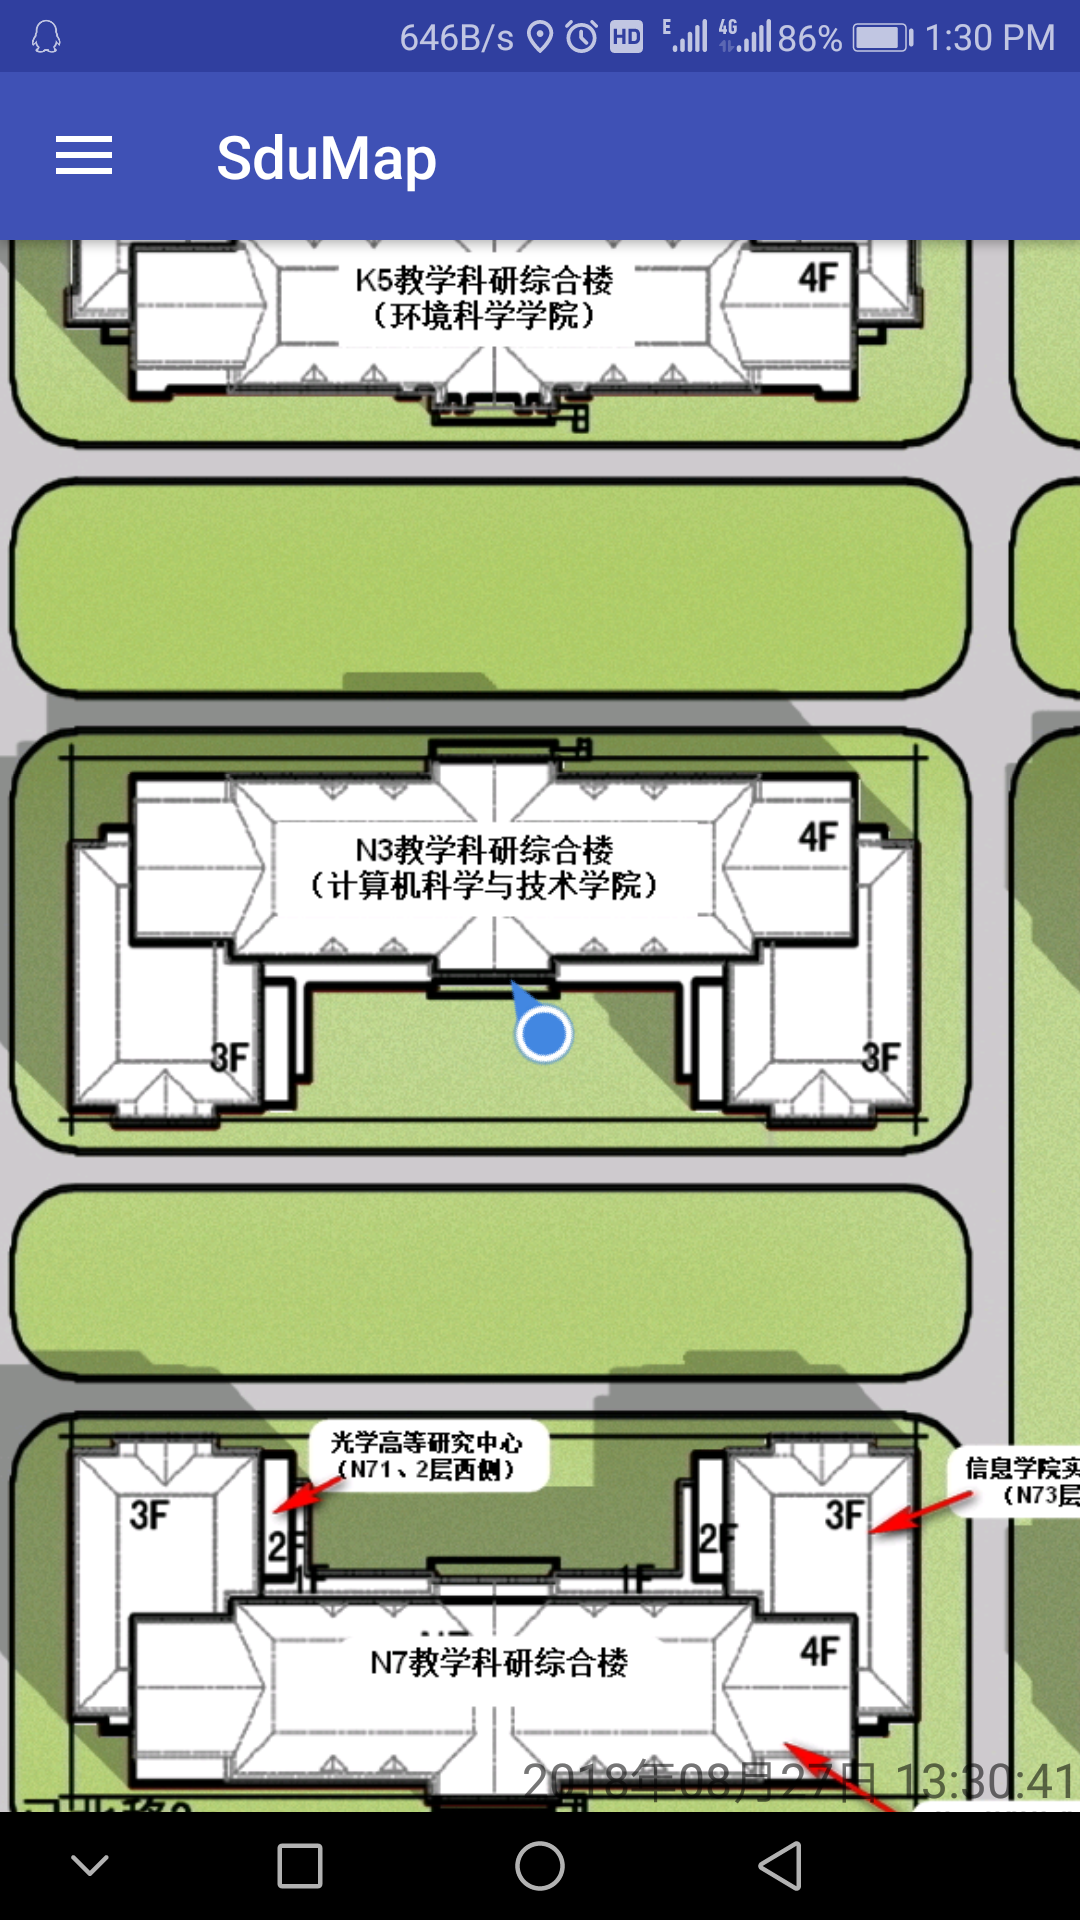 646B/s HD E 4G 86% 1:30 PM
SduMap
K5教学科研综合楼
（环境科学学院）
4F
N3教学科研综合楼
（计算机科学与技术学院）
4F
3F
3F
光学高等研究中心
（N71、2层西侧）
信息学院实
（N73层
3F
3F
2F
2F
1F
1F
N7教学科研综合楼
4F
2018年08月27日 13:30:41